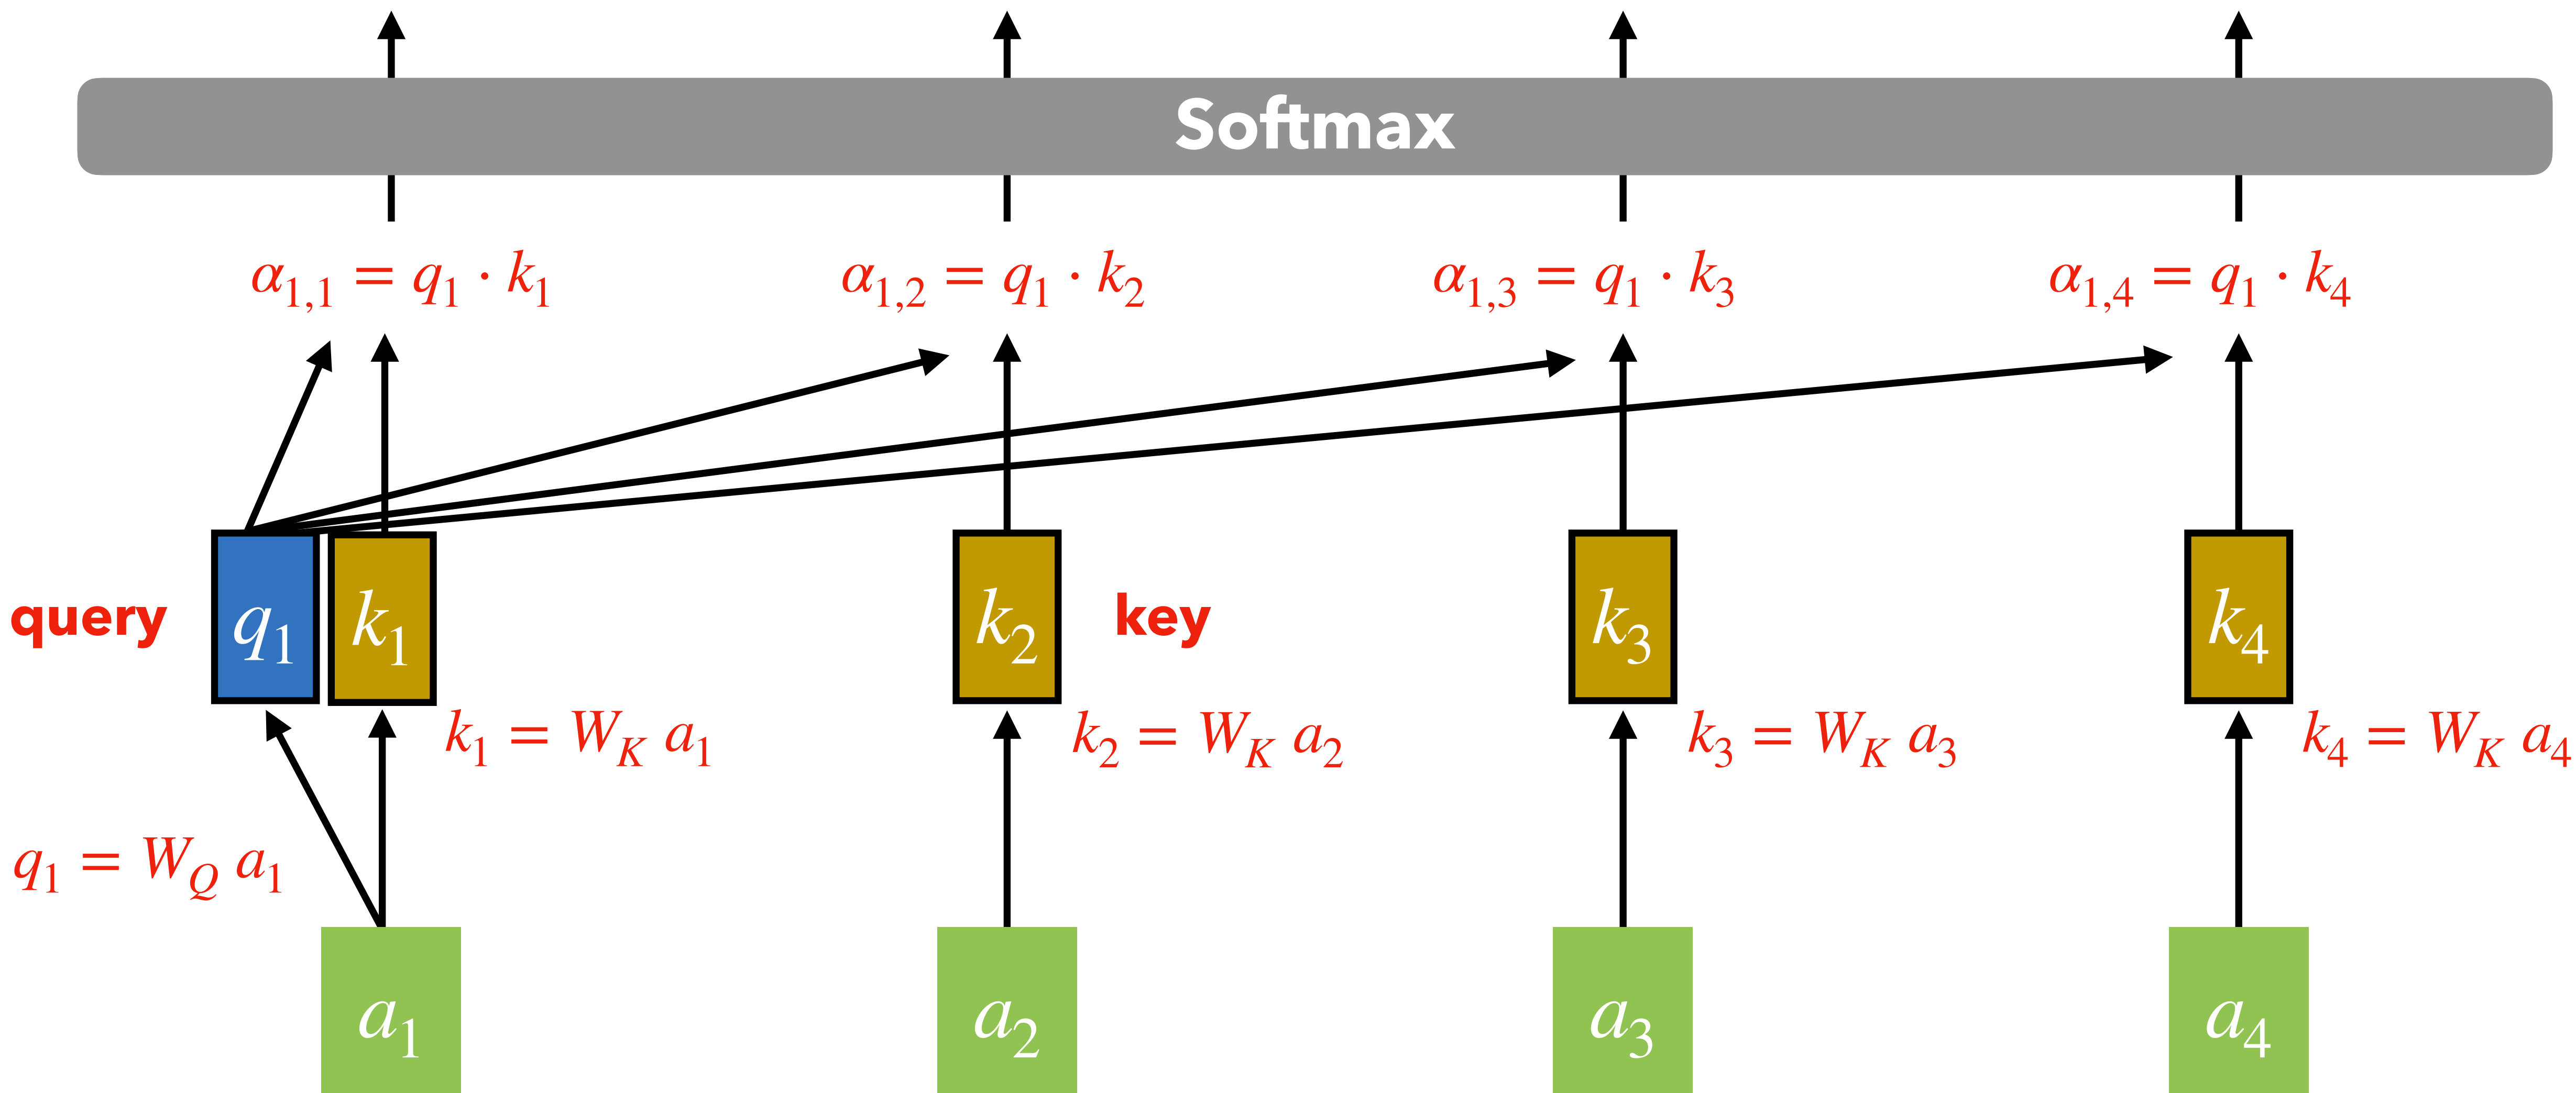 Softmax
α1,1 = q1 · k1
α1,2 = q1 · k2
α1,3 = q1 · k3
α1,4 = q1 · k4
query
q1
k1
k2
key
k3
k4
k1 = WK a1
k2 = WK a2
k3 = WK a3
k4 = WK a4
q1 = WQ a1
a1
a2
a3
a4